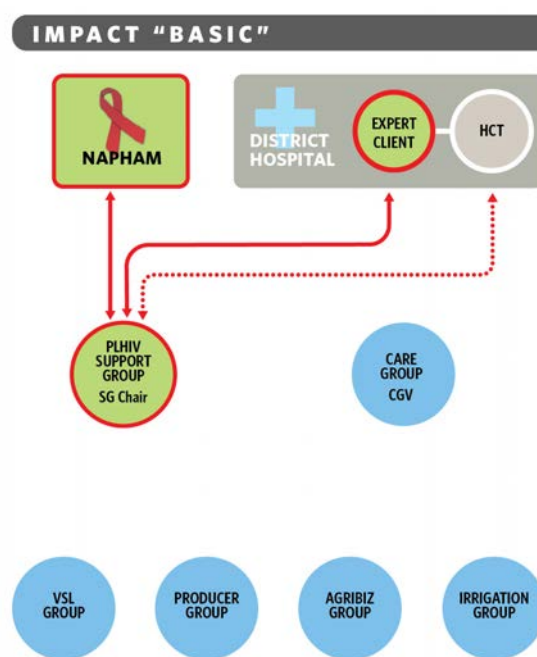 IMPACT “BASIC”
NAPHAM
DISTRICT
HOSPITAL
EXPERT
CLIENT
HCT
PLHIV
SUPPORT
GROUP
SG Chair
CARE
GROUP
CGV
VSL
GROUP
PRODUCER
GROUP
AGRIBIZ
GROUP
IRRIGATION
GROUP